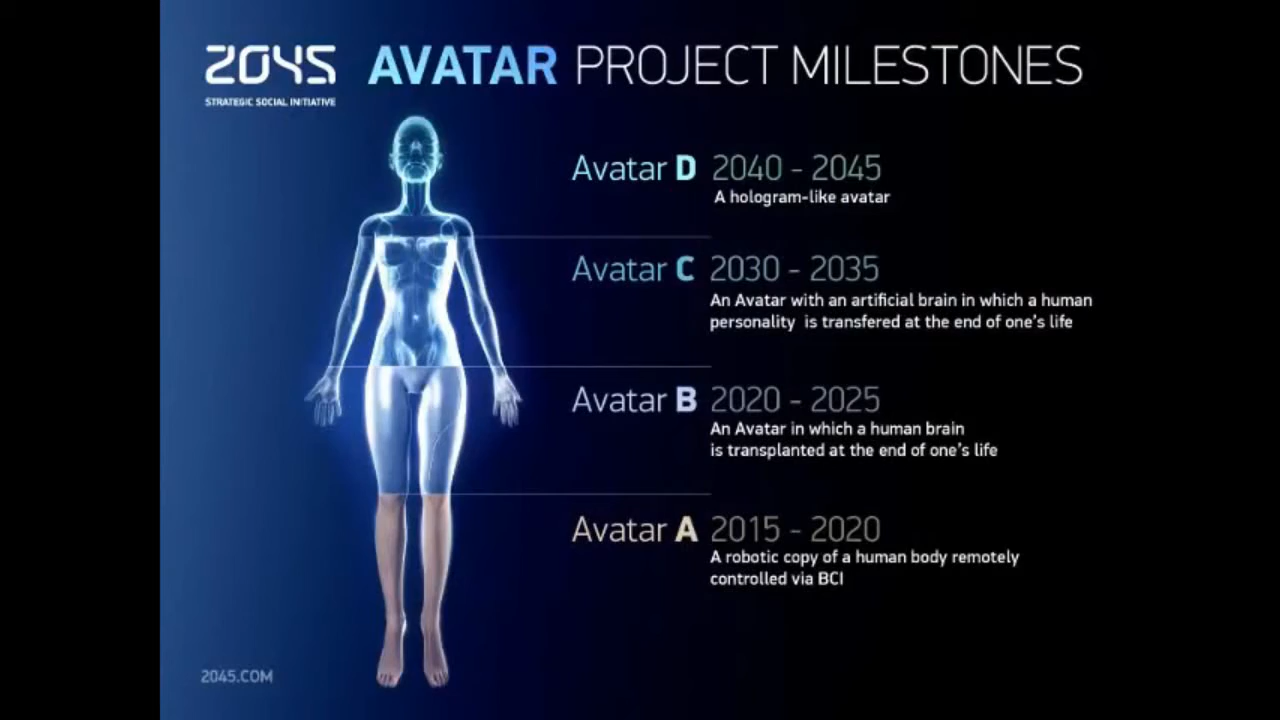 2045 AVATAR PROJECT MILESTONES
STRATEGIC SOCIAL INITIATIVE
Avatar D 2040 - 2045
A hologram-like avatar
Avatar C 2030 - 2035
An Avatar with an artificial brain in which a human
personality is transfered at the end of one's life
Avatar B 2020 - 2025
An Avatar in which a human brain
is transplanted at the end of one's life
Avatar A 2015 - 2020
A robotic copy of a human body remotely
controlled via BCI
2045.COM